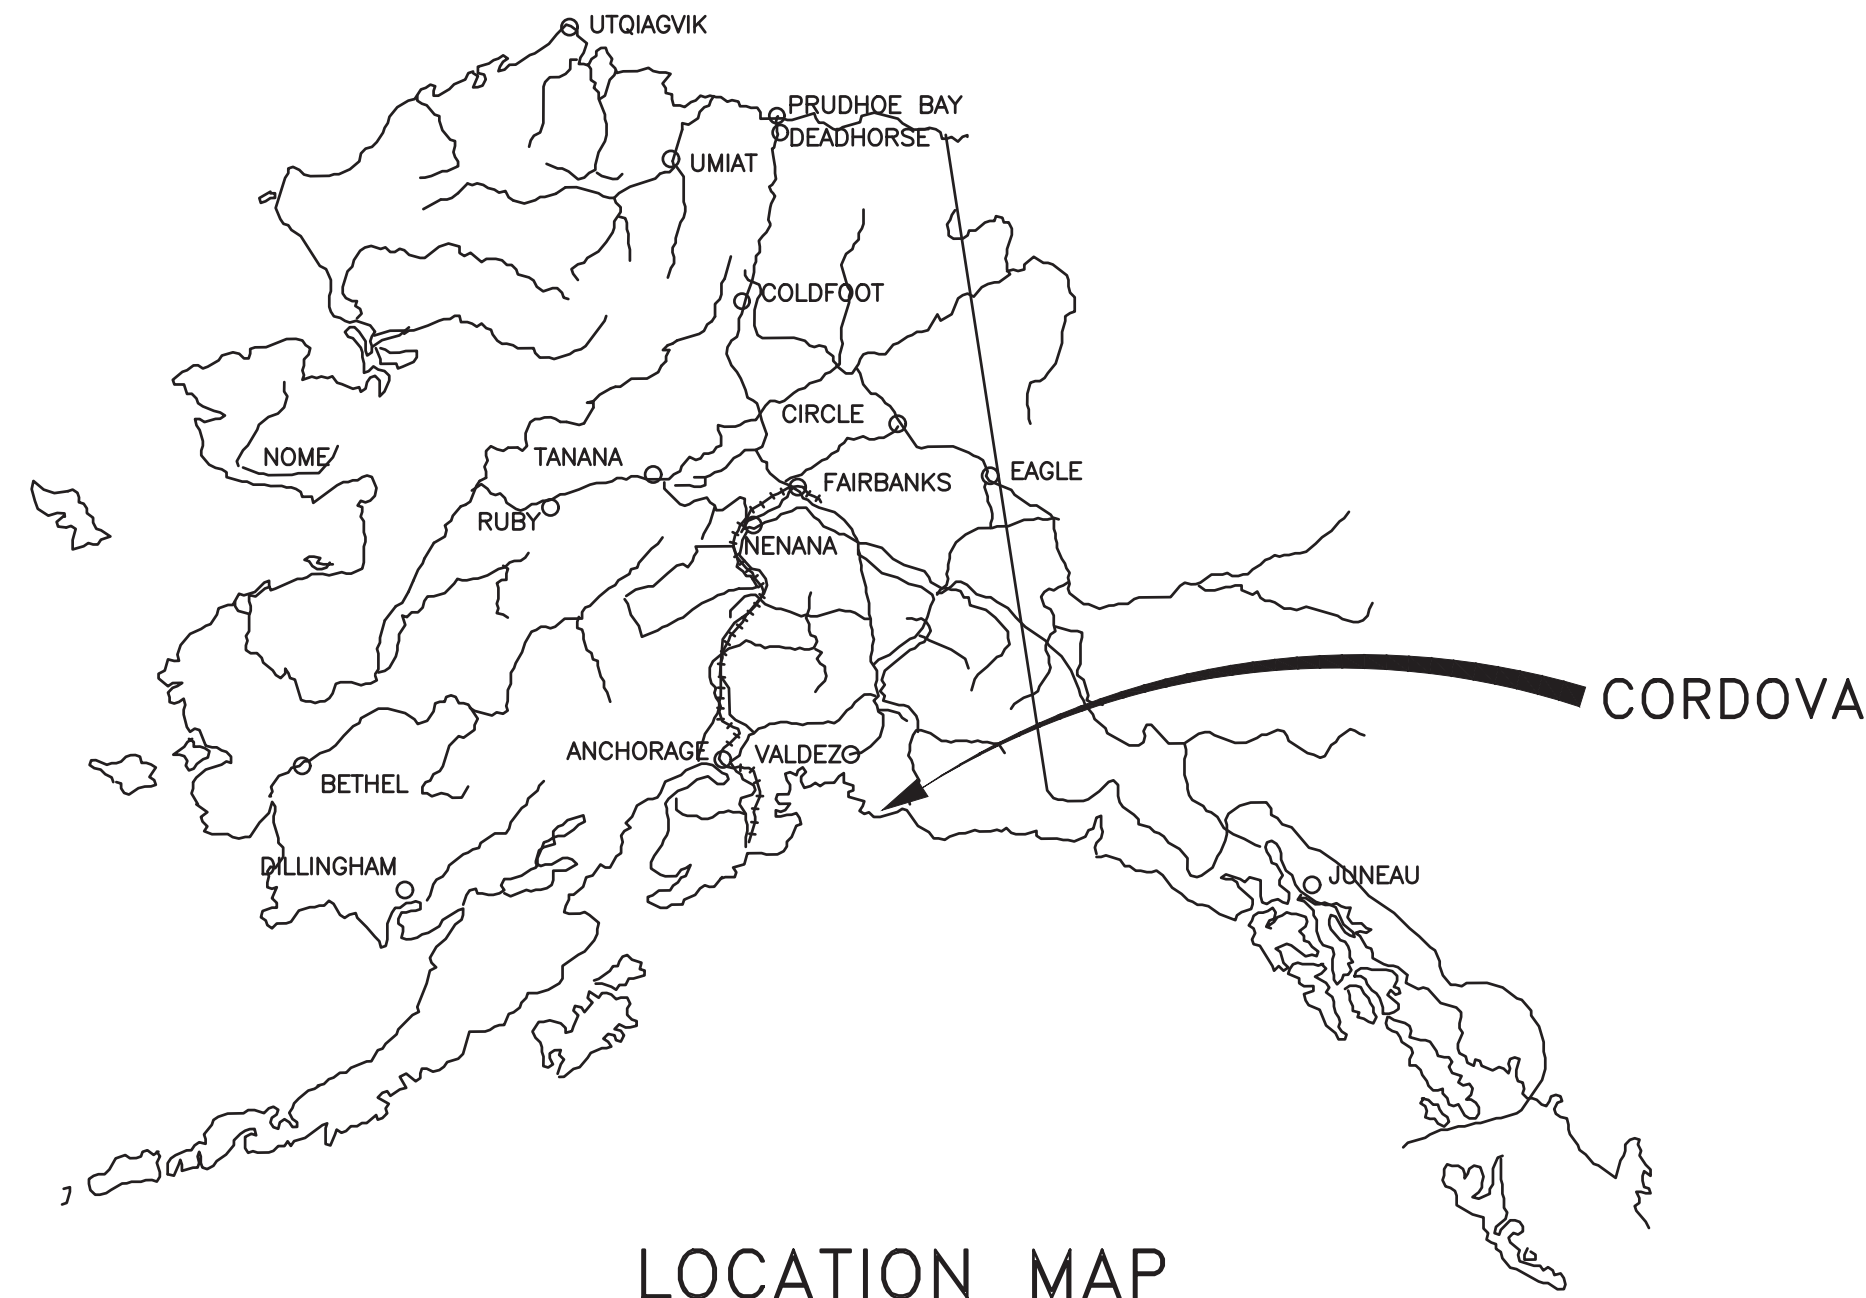 UTQIAGVIK
PRUDHOE BAY
DEADHORSE
UMIAT
COLDFOOT
CIRCLE
NOME
TANANA
EAGLE
FAIRBANKS
RUBY
NENANA
CORDOVA
ANCHORAGE
VALDEZ
BETHEL
DILLINGHAM
JUNEAU
LOCATION MAP